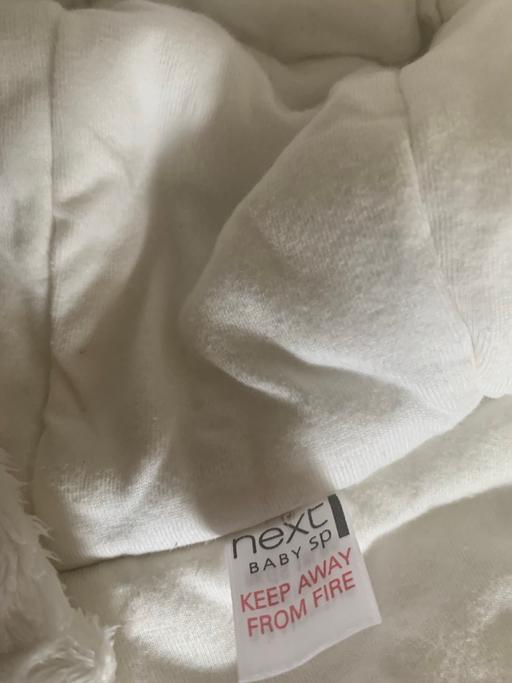 next
BABY sp
KEEP AWAY
FROM FIRE